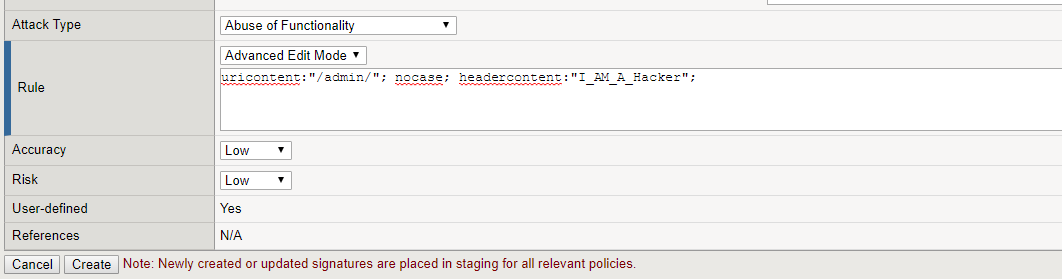 Attack Type Abuse of Functionality
Advanced Edit Mode
Rule uricontent:"/admin/"; nocase; headercontent:"I_AM_A_Hacker";
Accuracy Low
Risk Low
User-defined Yes
References N/A
Cancel Create Note: Newly created or updated signatures are placed in staging for all relevant policies.